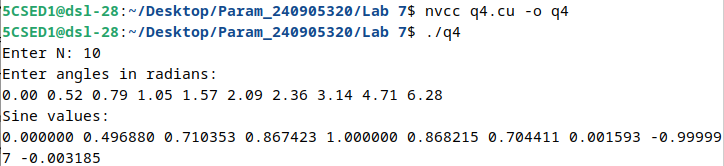 5CSED1@dsl-28:~/Desktop/Param_240905320/Lab 7$ nvcc q4.cu -o q4
5CSED1@dsl-28:~/Desktop/Param_240905320/Lab 7$ ./q4
Enter N: 10
Enter angles in radians:
0.00 0.52 0.79 1.05 1.57 2.09 2.36 3.14 4.71 6.28
Sine values:
0.000000 0.496880 0.710353 0.867423 1.000000 0.868215 0.704411 0.001593 -0.99999
7 -0.003185